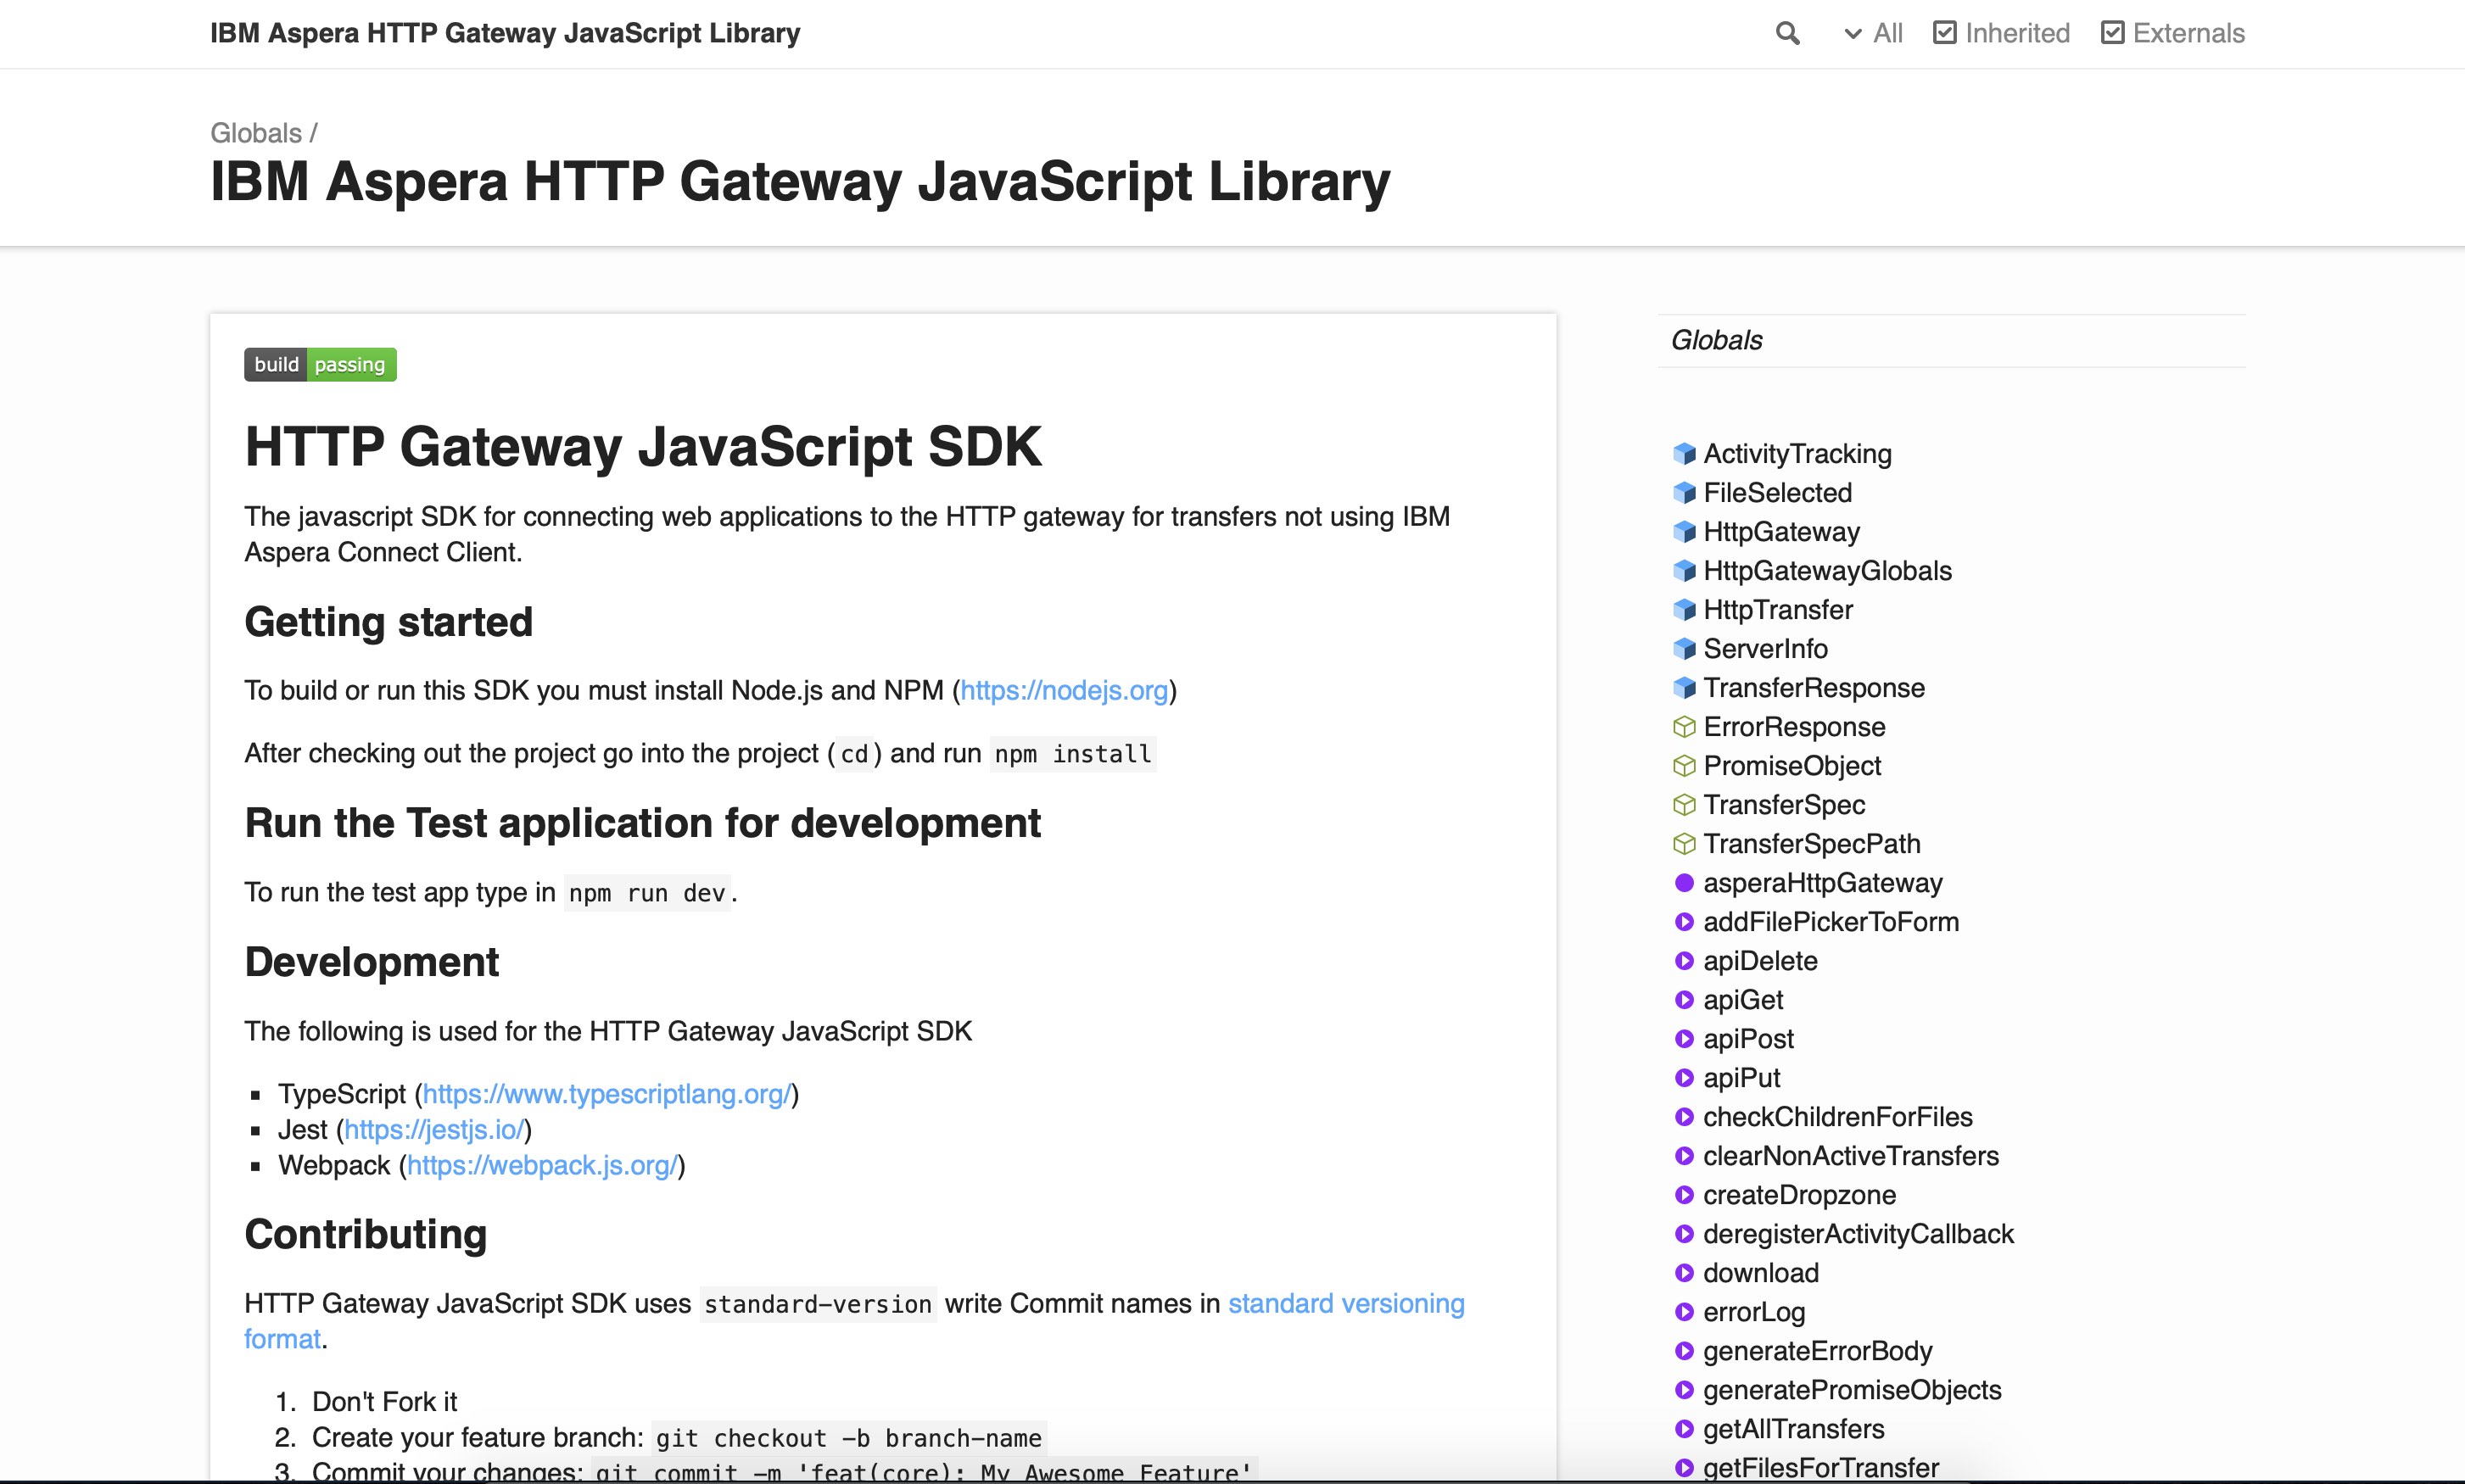 IBM Aspera HTTP Gateway JavaScript Library
All
Inherited
Externals
Globals /
IBM Aspera HTTP Gateway JavaScript Library
build passing
HTTP Gateway JavaScript SDK
The javascript SDK for connecting web applications to the HTTP gateway for transfers not using IBM
Aspera Connect Client.
Getting started
To build or run this SDK you must install Node.js and NPM (https://nodejs.org)
After checking out the project go into the project (cd) and run npm install
Run the Test application for development
To run the test app type in npm run dev.
Development
The following is used for the HTTP Gateway JavaScript SDK
TypeScript (https://www.typescriptlang.org/)
Jest (https://jestjs.io/)
Webpack (https://webpack.js.org/)
Contributing
HTTP Gateway JavaScript SDK uses standard-version write Commit names in standard versioning
format.
1. Don't Fork it
2. Create your feature branch: git checkout -b branch-name
3. Commit your changes: git commit -m 'feat(core): My Awesome Feature'
Globals
ActivityTracking
FileSelected
HttpGateway
HttpGatewayGlobals
HttpTransfer
ServerInfo
TransferResponse
ErrorResponse
PromiseObject
TransferSpec
TransferSpecPath
asperaHttpGateway
addFilePickerToForm
apiDelete
apiGet
apiPost
apiPut
checkChildrenForFiles
clearNonActiveTransfers
createDropzone
deregisterActivityCallback
download
errorLog
generateErrorBody
generatePromiseObjects
getAllTransfers
getFilesForTransfer